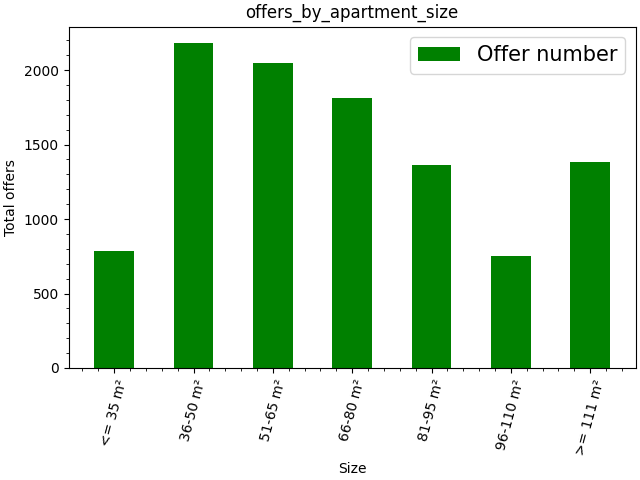 offers_by_apartment_size
Offer number
Total offers
2000
1500
1000
500
0
<= 35 m²
36-50 m²
51-65 m²
66-80 m²
81-95 m²
96-110 m²
>= 111 m²
Size